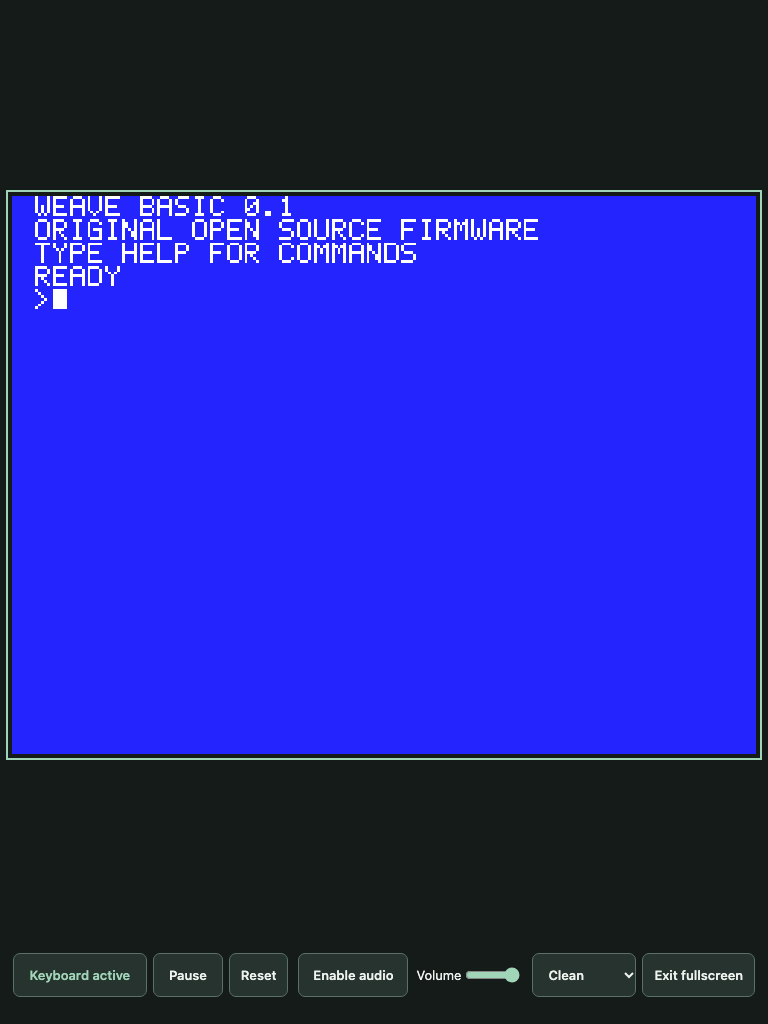 WEAVE BASIC 0.1
ORIGINAL OPEN SOURCE FIRMWARE
TYPE HELP FOR COMMANDS
READY
>
Keyboard active Pause Reset Enable audio Volume Clean Exit fullscreen